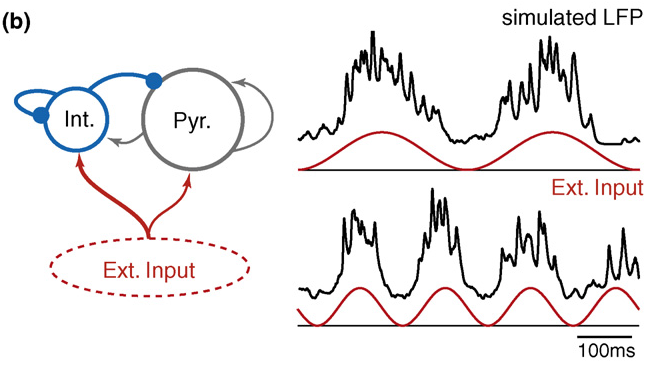 (b)
Int.
Pyr.
Ext. Input
simulated LFP
Ext. Input
100ms